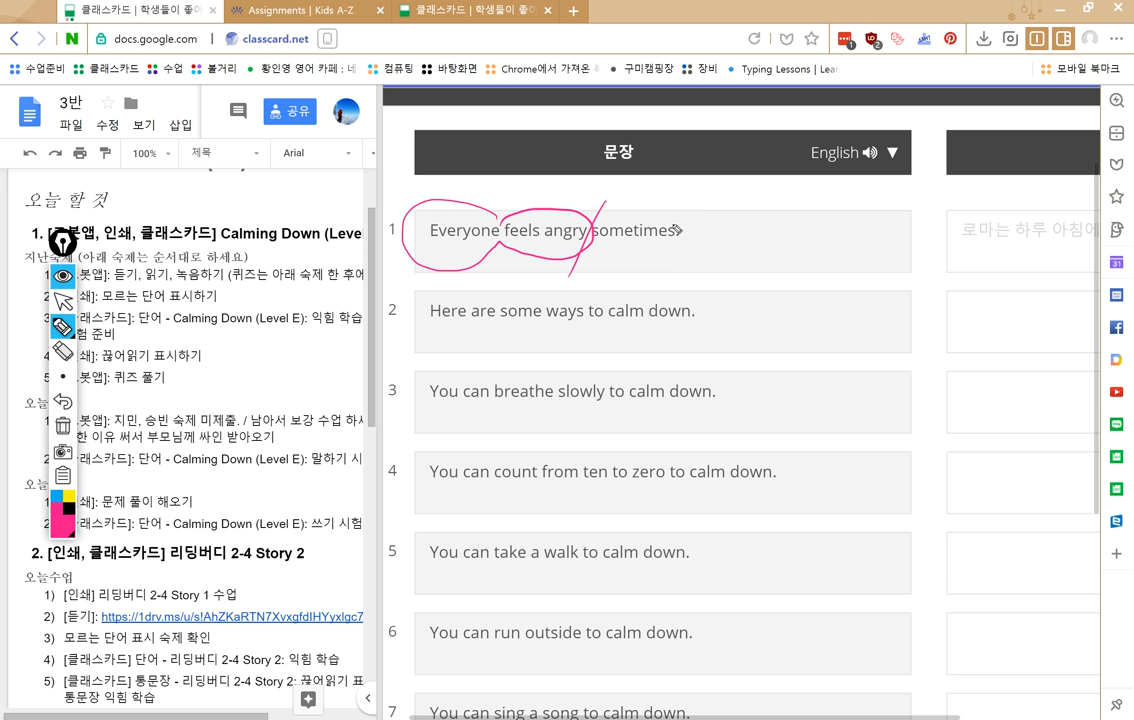 클래스카드 | 학생들이 좋아
Assignments | Kids A-Z
클래스카드 | 학생들이 좋아
docs.google.com
classcard.net
수업준비
클래스카드
수업
볼거리
황인영 영어 카페 : 네
컴퓨팅
바탕화면
Chrome에서 가져온
구미캠핑장
장비
Typing Lessons | Lear
모바일 북마크
3반
파일 수정 보기 삽입
공유
100% 제목 Arial
오늘 할 것
봇앱, 인쇄, 클래스카드] Calming Down (Leve
지난숙제 (아래 숙제는 순서대로 하세요)
봇앱]: 듣기, 읽기, 녹음하기 (퀴즈는 아래 숙제 한 후에
쇄]: 모르는 단어 표시하기
래스카드]: 단어 - Calming Down (Level E): 익힘 학습
험 준비
쇄]: 끊어읽기 표시하기
봇앱]: 퀴즈 풀기
봇앱]: 지민, 승빈 숙제 미제출. / 남아서 보강 수업 하
한 이유 써서 부모님께 싸인 받아오기
래스카드]: 단어 - Calming Down (Level E): 말하기 시
쇄]: 문제 풀이 해오기
래스카드]: 단어 - Calming Down (Level E): 쓰기 시험
2. [인쇄, 클래스카드] 리딩버디 2-4 Story 2
오늘수업
1) [인쇄] 리딩버디 2-4 Story 1 수업
2) [듣기]: https://1drv.ms/u/s!AhZKaRTN7XvxgfdIHYyxlgc7
3) 모르는 단어 표시 숙제 확인
4) [클래스카드] 단어 - 리딩버디 2-4 Story 2: 익힘 학습
5) [클래스카드] 통문장 - 리딩버디 2-4 Story 2: 끊어읽기 표
통문장 익힘 학습
문장
English
1 Everyone feels angry sometimes
로마는 하루 아침에
2 Here are some ways to calm down.
3 You can breathe slowly to calm down.
4 You can count from ten to zero to calm down.
5 You can take a walk to calm down.
6 You can run outside to calm down.
7 You can sing a song to calm down.